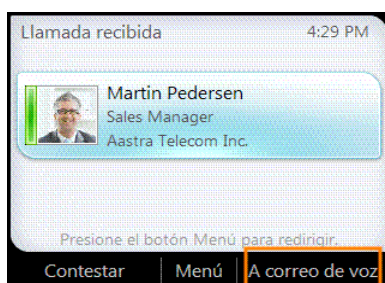 Llamada recibida 4:29 PM
Martin Pedersen
Sales Manager
Aastra Telecom Inc.
Presione el botón Menú para redirigir.
Contestar Menú A correo de voz